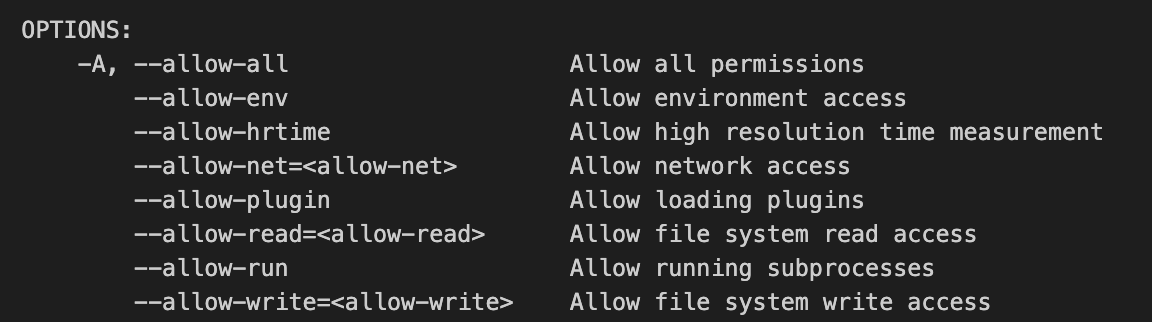 OPTIONS:
-A, --allow-all Allow all permissions
--allow-env Allow environment access
--allow-hrtime Allow high resolution time measurement
--allow-net=<allow-net> Allow network access
--allow-plugin Allow loading plugins
--allow-read=<allow-read> Allow file system read access
--allow-run Allow running subprocesses
--allow-write=<allow-write> Allow file system write access